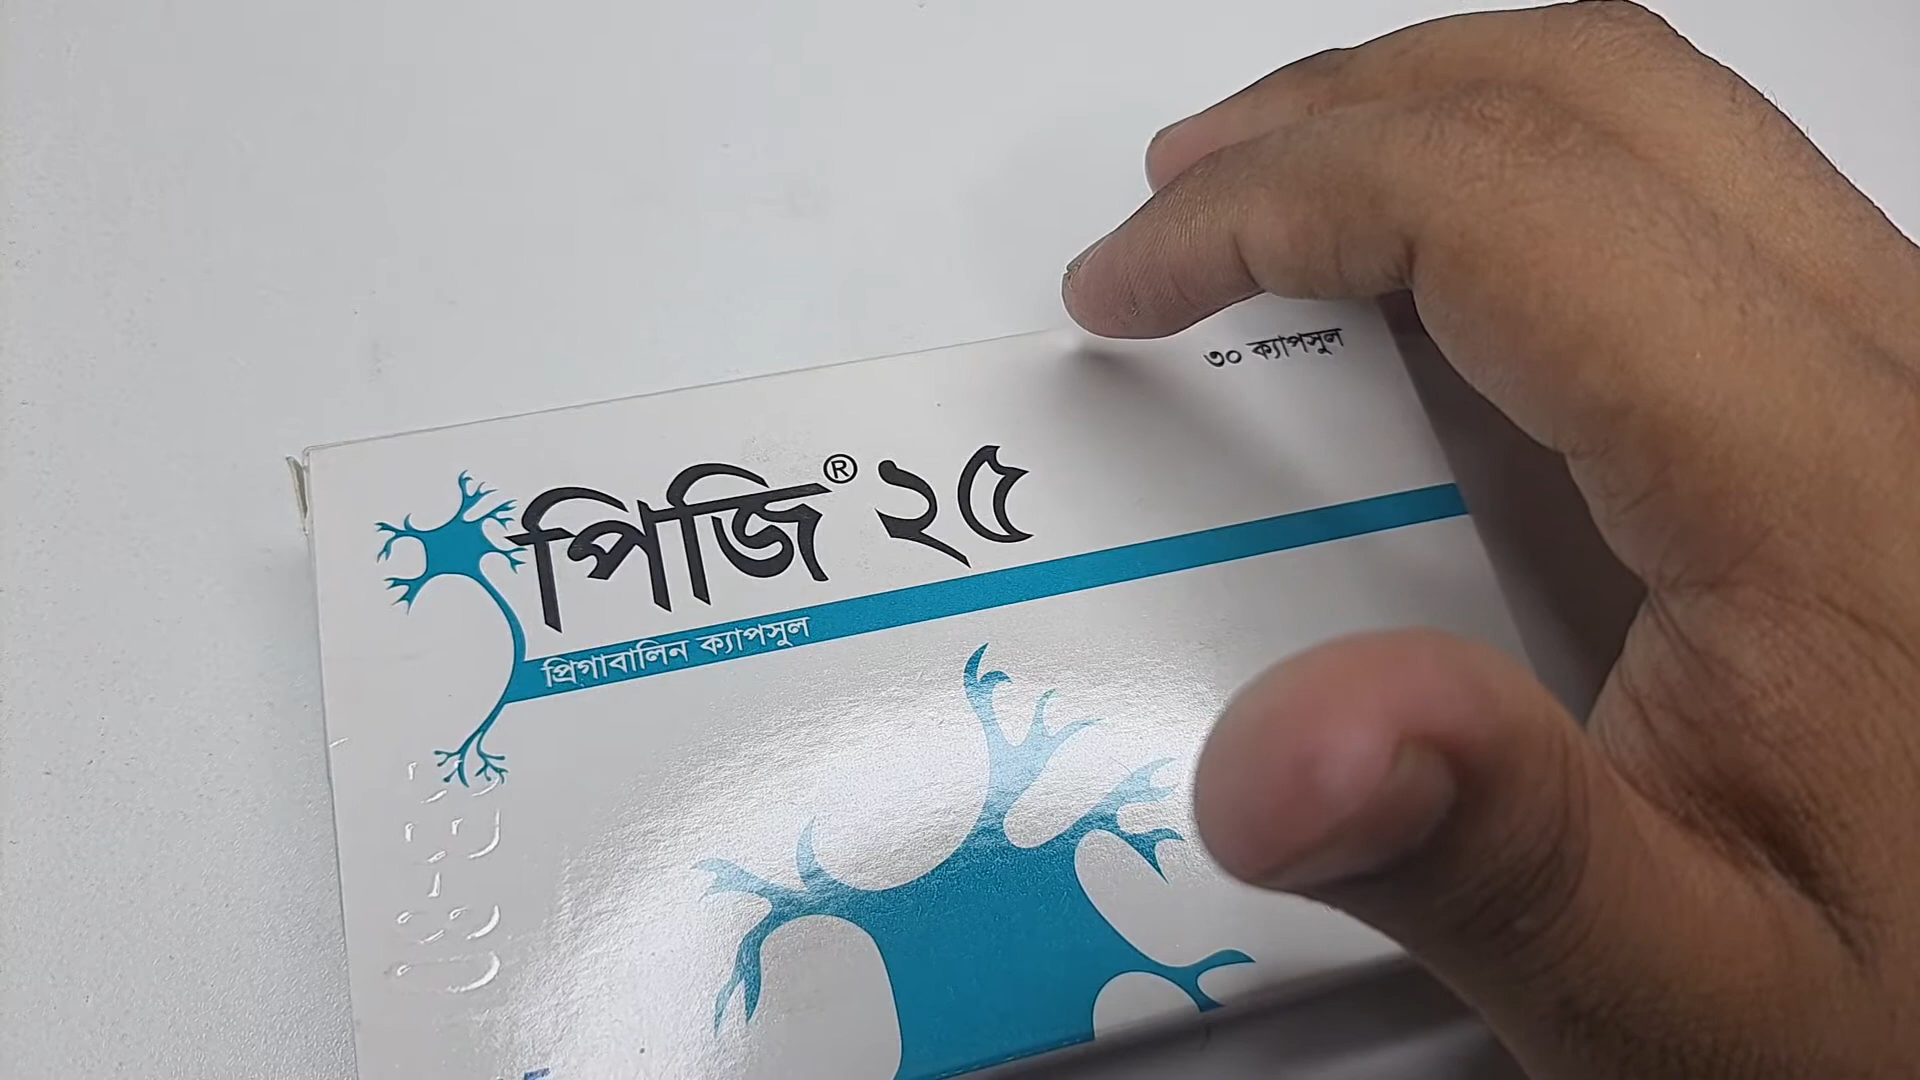 ৩০ ক্যাপসুল
পিজি® ২৫
প্রিগাবালিন ক্যাপসুল